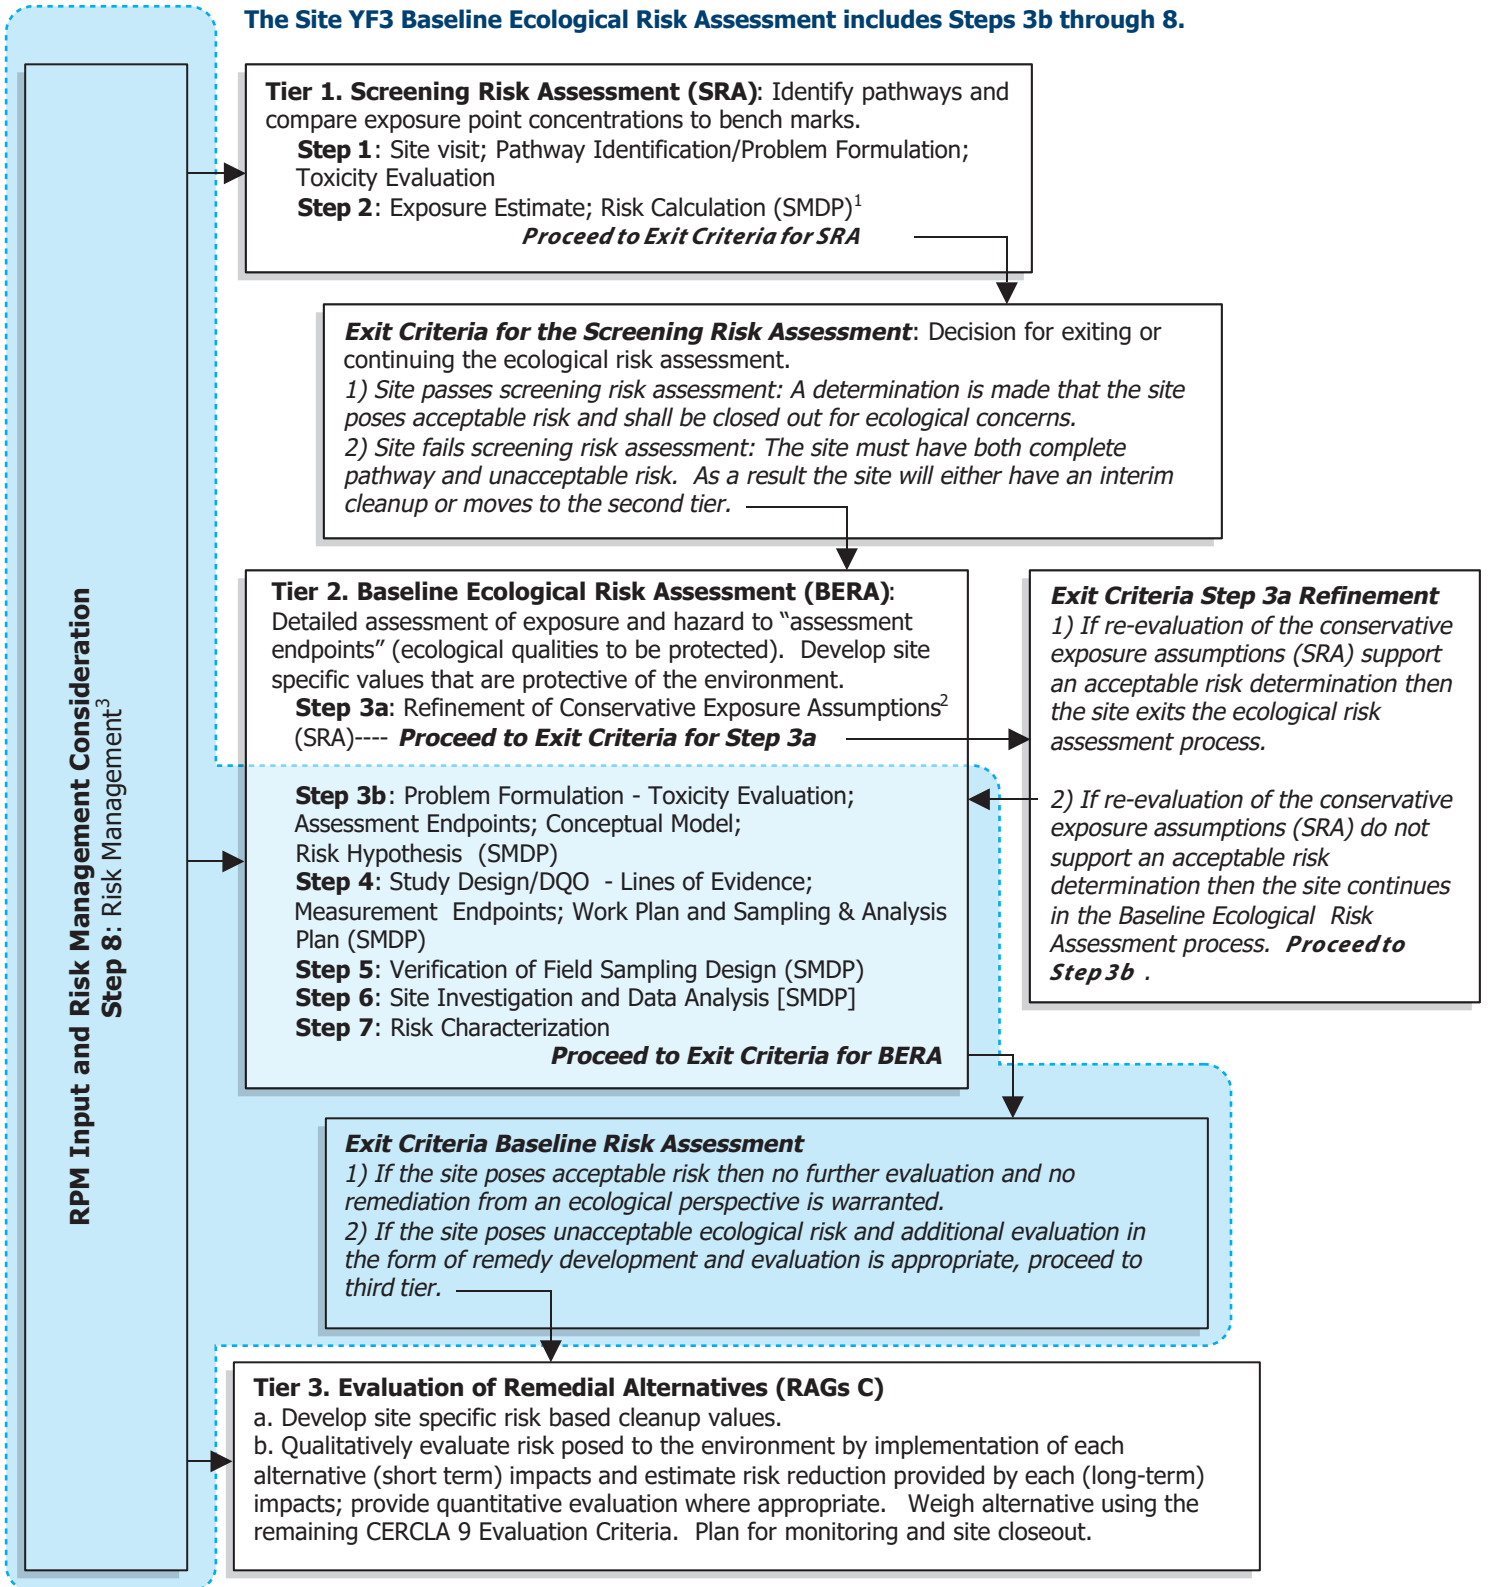 The Site YF3 Baseline Ecological Risk Assessment includes Steps 3b through 8.
RPM Input and Risk Management Consideration
Step 8: Risk Management3
Tier 1. Screening Risk Assessment (SRA): Identify pathways and
compare exposure point concentrations to bench marks.
Step 1: Site visit; Pathway Identification/Problem Formulation;
Toxicity Evaluation
Step 2: Exposure Estimate; Risk Calculation (SMDP)1
Proceed to Exit Criteria for SRA
Exit Criteria for the Screening Risk Assessment: Decision for exiting or
continuing the ecological risk assessment.
1) Site passes screening risk assessment: A determination is made that the site
poses acceptable risk and shall be closed out for ecological concerns.
2) Site fails screening risk assessment: The site must have both complete
pathway and unacceptable risk. As a result the site will either have an interim
cleanup or moves to the second tier.
Tier 2. Baseline Ecological Risk Assessment (BERA):
Detailed assessment of exposure and hazard to “assessment
endpoints” (ecological qualities to be protected). Develop site
specific values that are protective of the environment.
Step 3a: Refinement of Conservative Exposure Assumptions2
(SRA)---- Proceed to Exit Criteria for Step 3a
Step 3b: Problem Formulation - Toxicity Evaluation;
Assessment Endpoints; Conceptual Model;
Risk Hypothesis (SMDP)
Step 4: Study Design/DQO - Lines of Evidence;
Measurement Endpoints; Work Plan and Sampling & Analysis
Plan (SMDP)
Step 5: Verification of Field Sampling Design (SMDP)
Step 6: Site Investigation and Data Analysis [SMDP]
Step 7: Risk Characterization
Proceed to Exit Criteria for BERA
Exit Criteria Step 3a Refinement
1) If re-evaluation of the conservative
exposure assumptions (SRA) support
an acceptable risk determination then
the site exits the ecological risk
assessment process.
2) If re-evaluation of the conservative
exposure assumptions (SRA) do not
support an acceptable risk
determination then the site continues
in the Baseline Ecological Risk
Assessment process. Proceed to
Step 3b .
Exit Criteria Baseline Risk Assessment
1) If the site poses acceptable risk then no further evaluation and no
remediation from an ecological perspective is warranted.
2) If the site poses unacceptable ecological risk and additional evaluation in
the form of remedy development and evaluation is appropriate, proceed to
third tier.
Tier 3. Evaluation of Remedial Alternatives (RAGs C)
a. Develop site specific risk based cleanup values.
b. Qualitatively evaluate risk posed to the environment by implementation of each
alternative (short term) impacts and estimate risk reduction provided by each (long-term)
impacts; provide quantitative evaluation where appropriate. Weigh alternative using the
remaining CERCLA 9 Evaluation Criteria. Plan for monitoring and site closeout.